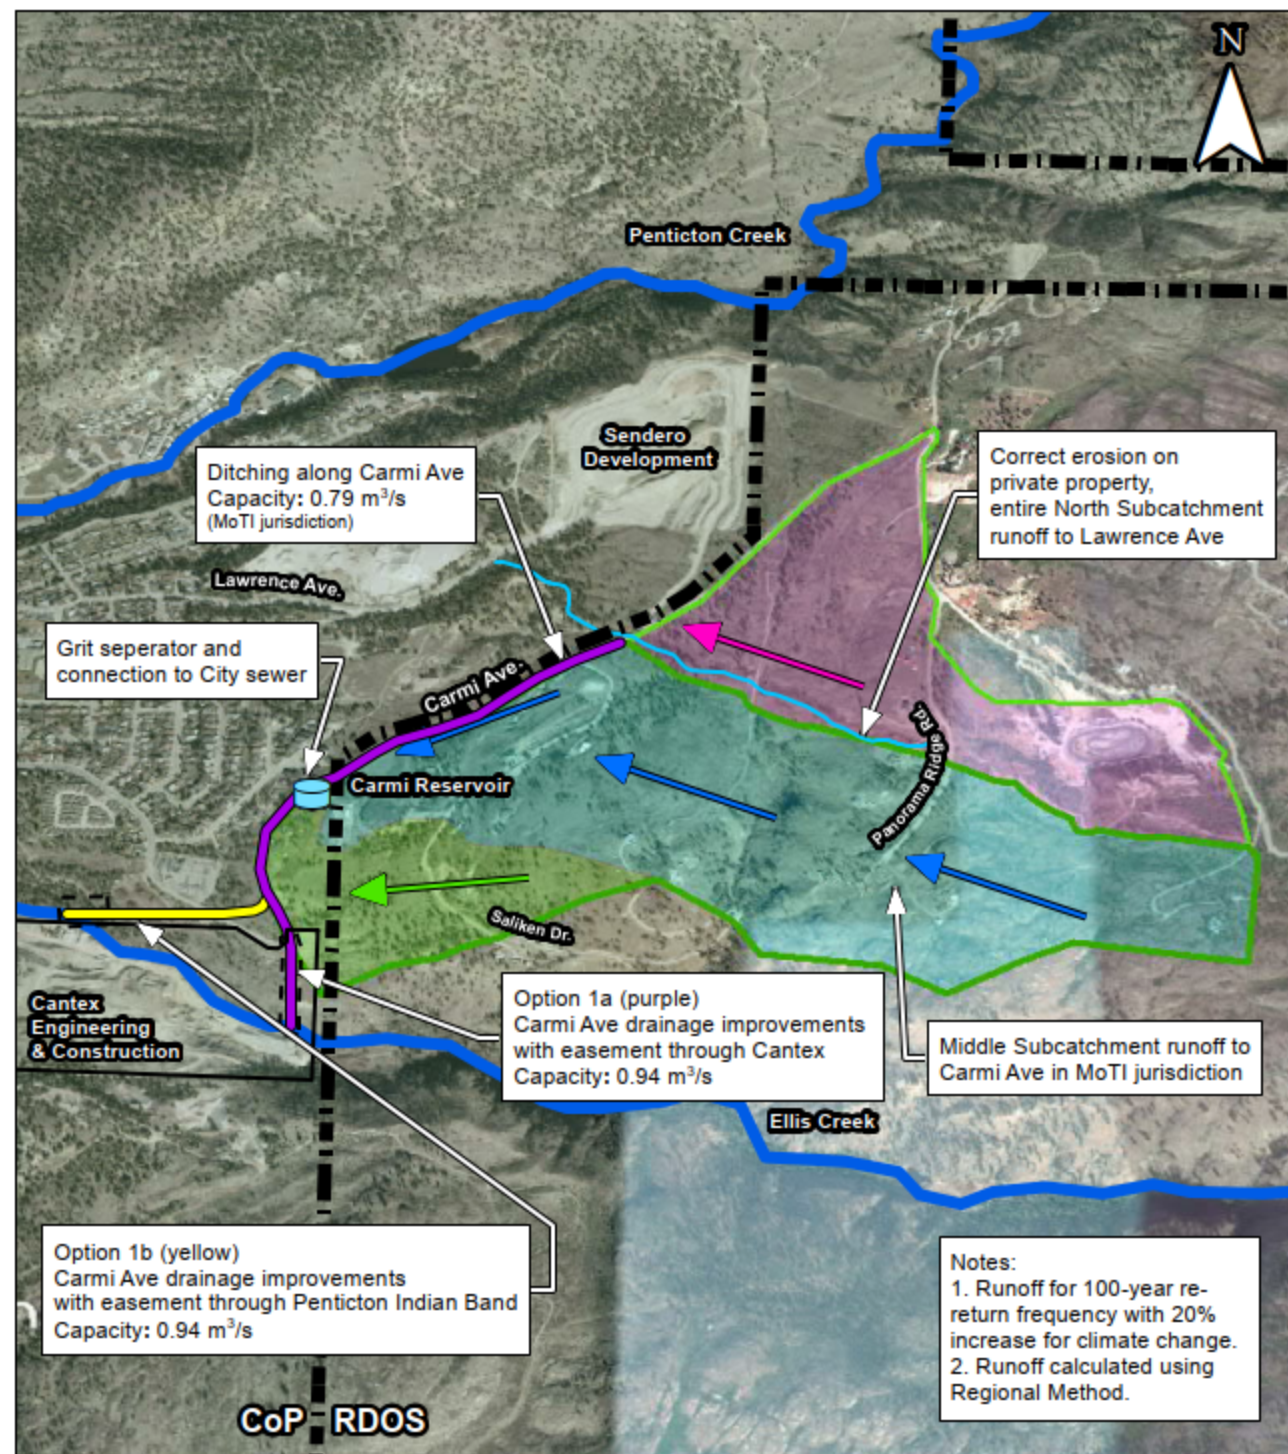 N
Penticton Creek
Sendero
Development
Ditching along Carmi Ave
Capacity: 0.79 m³/s
(MoTI jurisdiction)
Correct erosion on
private property,
entire North Subcatchment
runoff to Lawrence Ave
Lawrence Ave.
Grit seperator and
connection to City sewer
Carmi Ave.
Carmi Reservoir
Panorama Ridge Rd.
Saliken Dr.
Cantex
Engineering
& Construction
Option 1a (purple)
Carmi Ave drainage improvements
with easement through Cantex
Capacity: 0.94 m³/s
Middle Subcatchment runoff to
Carmi Ave in MoTI jurisdiction
Ellis Creek
Option 1b (yellow)
Carmi Ave drainage improvements
with easement through Penticton Indian Band
Capacity: 0.94 m³/s
Notes:
1. Runoff for 100-year re-
return frequency with 20%
increase for climate change.
2. Runoff calculated using
Regional Method.
CoP RDOS